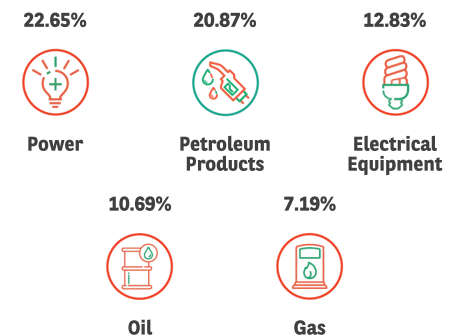 22.65% 20.87% 12.83%
Power Petroleum Products Electrical Equipment
10.69% 7.19%
Oil Gas